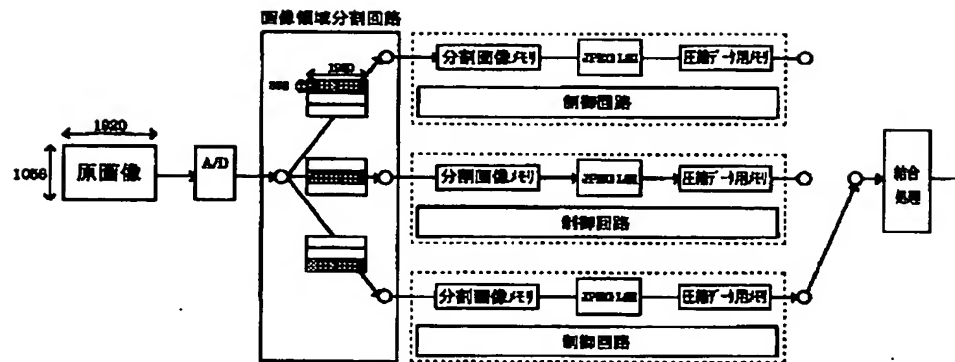 画像領域分割回路
1920
352
分割画像メモリ
JPEG LSI
圧縮データ用メモリ
制御回路
1920
1056
原画像
A/D
分割画像メモリ
JPEG LSI
圧縮データ用メモリ
制御回路
結合
処理
分割画像メモリ
JPEG LSI
圧縮データ用メモリ
制御回路